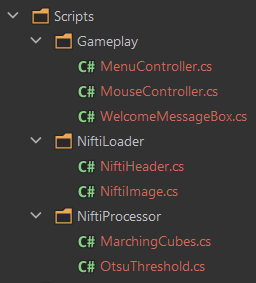 Scripts
Gameplay
C# MenuController.cs
C# MouseController.cs
C# WelcomeMessageBox.cs
NiftiLoader
C# NiftiHeader.cs
C# NiftiImage.cs
NiftiProcessor
C# MarchingCubes.cs
C# OtsuThreshold.cs